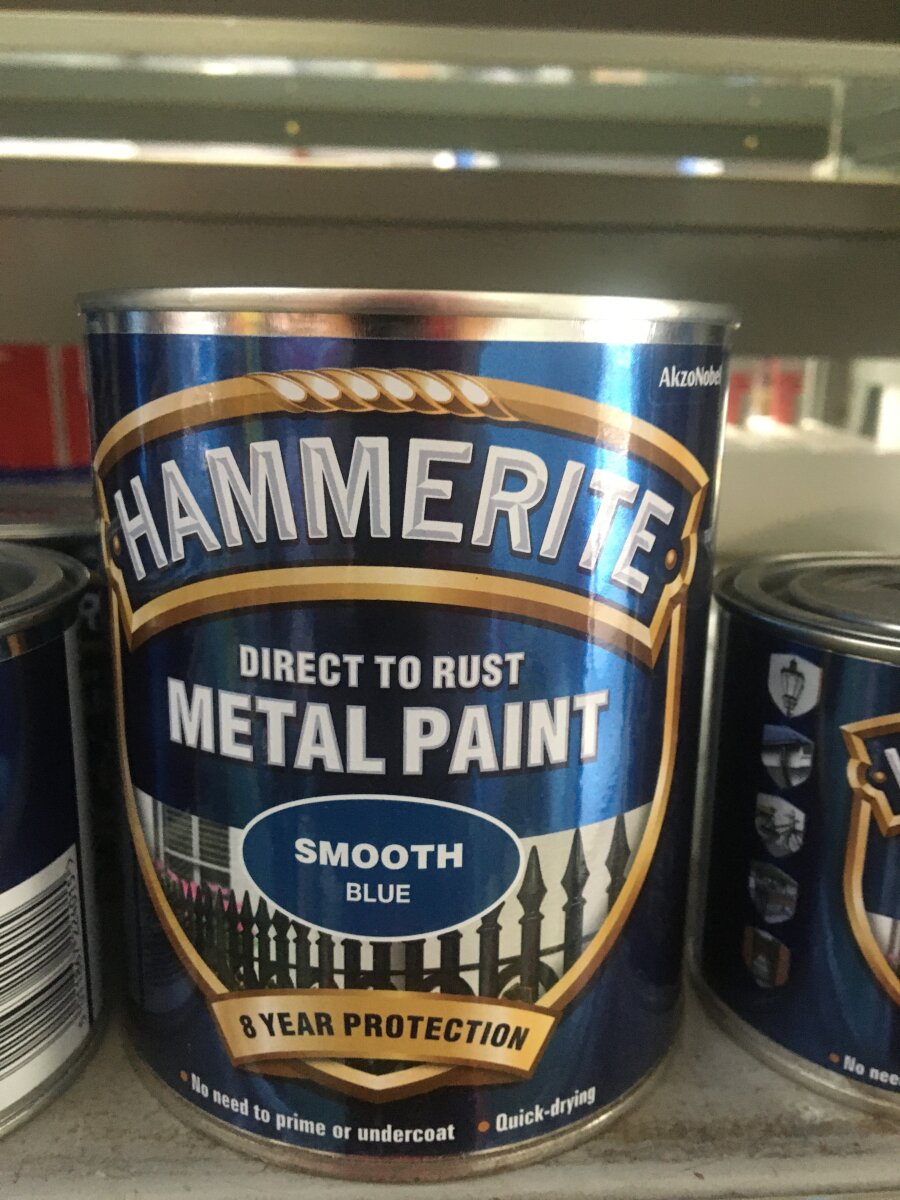 AkzoNobel
HAMMERITE
DIRECT TO RUST
METAL PAINT
SMOOTH
BLUE
8 YEAR PROTECTION
• No need to prime or undercoat • Quick-drying
• No nee